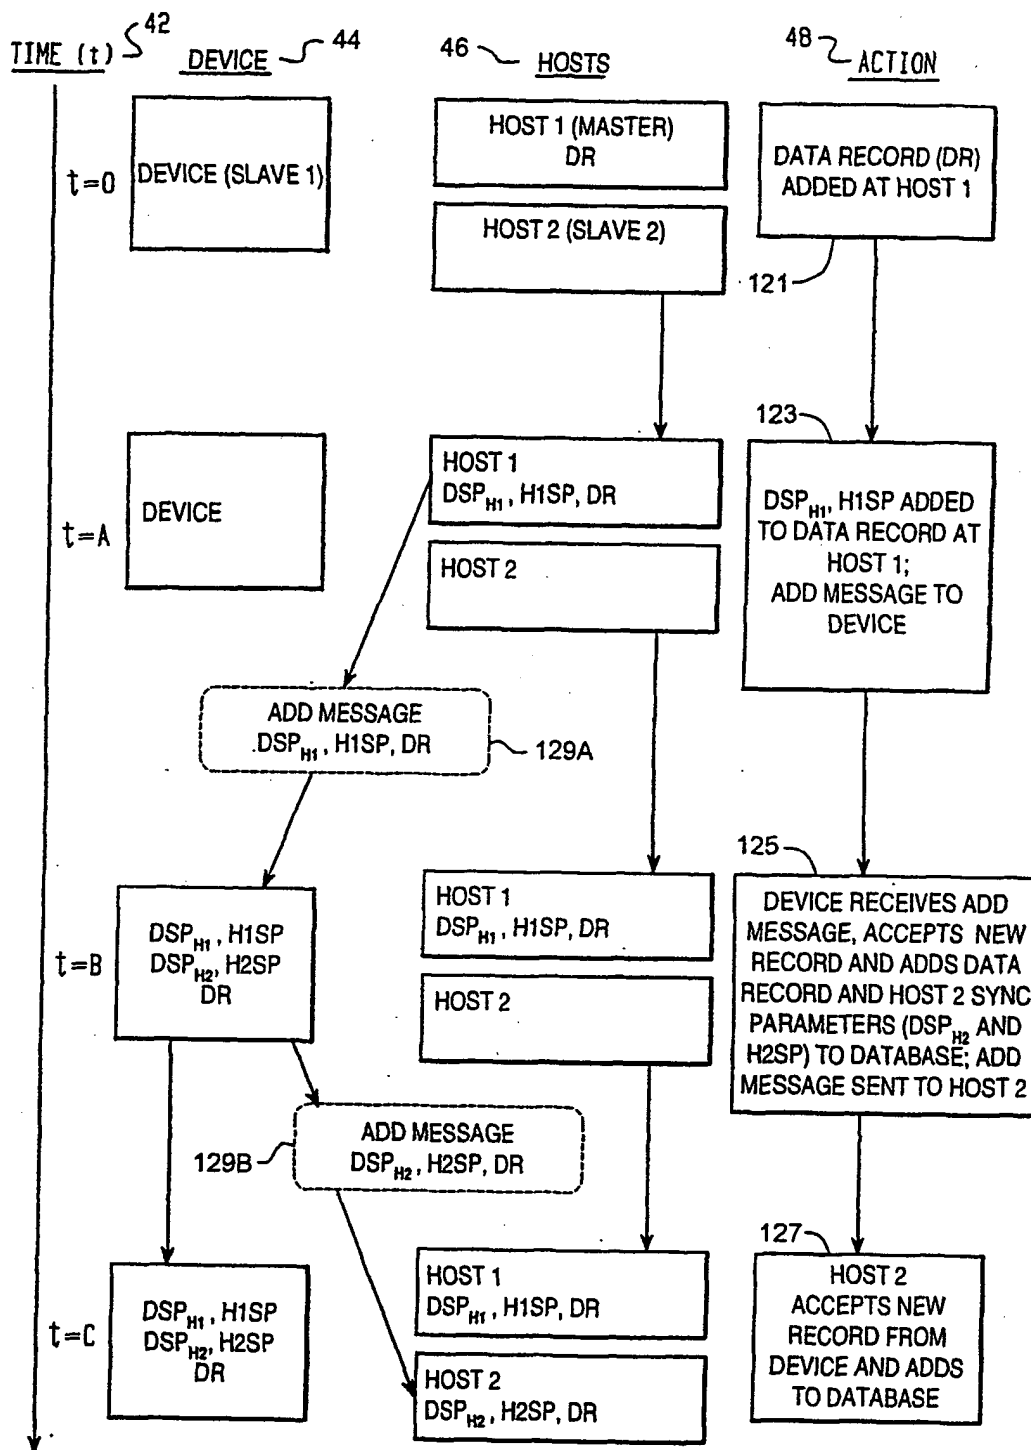 TIME (t)
42
DEVICE
44
46
HOSTS
48
ACTION
t=0
DEVICE (SLAVE 1)
HOST 1 (MASTER)
DR
HOST 2 (SLAVE 2)
DATA RECORD (DR)
ADDED AT HOST 1
121
t=A
DEVICE
HOST 1
DSPH1, H1SP, DR
HOST 2
123
DSPH1, H1SP ADDED
TO DATA RECORD AT
HOST 1;
ADD MESSAGE TO
DEVICE
ADD MESSAGE
DSPH1, H1SP, DR
129A
t=B
DSPH1, H1SP
DSPH2, H2SP
DR
HOST 1
DSPH1, H1SP, DR
HOST 2
125
DEVICE RECEIVES ADD
MESSAGE, ACCEPTS NEW
RECORD AND ADDS DATA
RECORD AND HOST 2 SYNC
PARAMETERS (DSPH2 AND
H2SP) TO DATABASE; ADD
MESSAGE SENT TO HOST 2
ADD MESSAGE
DSPH2, H2SP, DR
129B
t=C
DSPH1, H1SP
DSPH2, H2SP
DR
HOST 1
DSPH1, H1SP, DR
HOST 2
DSPH2, H2SP, DR
127
HOST 2
ACCEPTS NEW
RECORD FROM
DEVICE AND ADDS
TO DATABASE